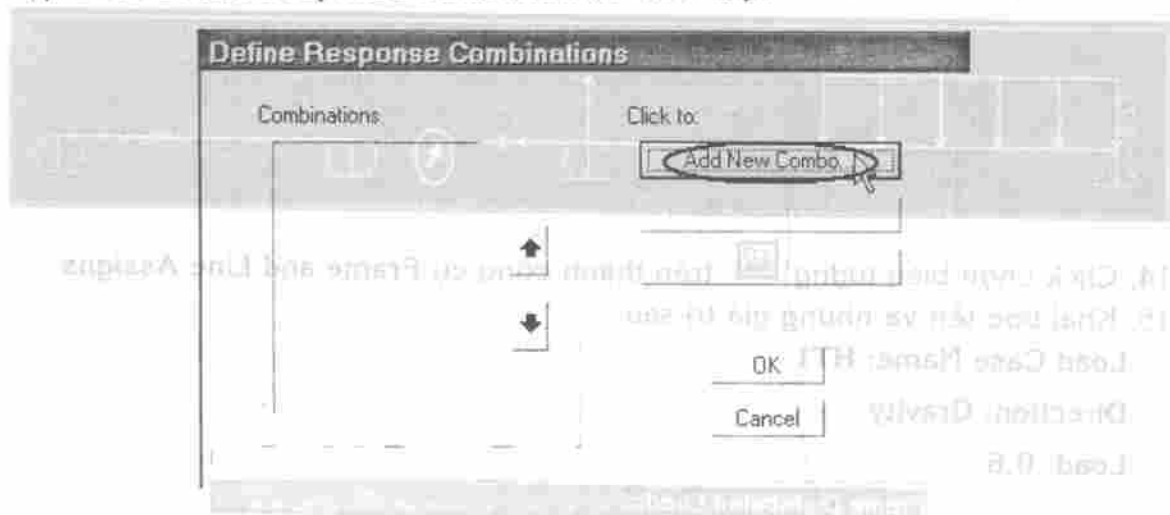 Define Response Combinations
Combinations
Click to:
Add New Combo
14. Click chọn biểu tượng trên thanh công cụ Frame and Line Assigns
15. Khai báo tên và những giá trị sau
OK
Load Case Name: HT1
Cancel
Direction: Gravity
Load: 0.6